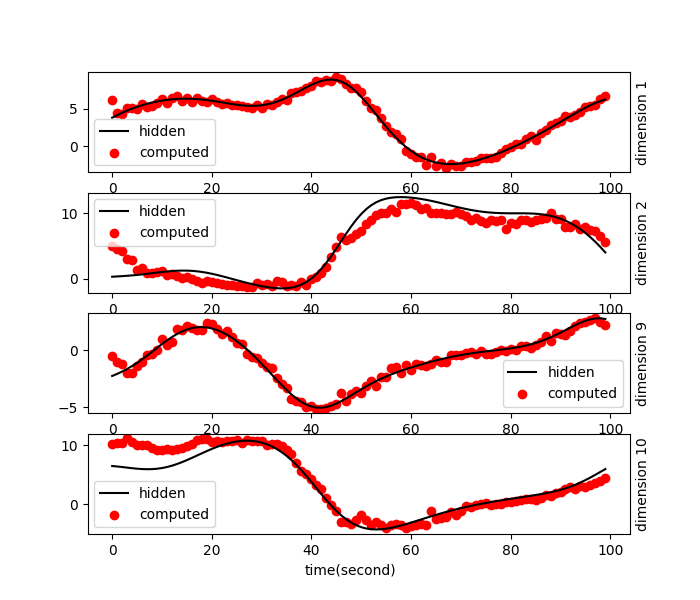 5
0
hidden
computed
dimension 1
0 20 40 60 80 100
10
0
hidden
computed
dimension 2
0 20 40 60 80 100
0
−5
hidden
computed
dimension 9
0 20 40 60 80 100
10
0
hidden
computed
dimension 10
0 20 40 60 80 100
time(second)